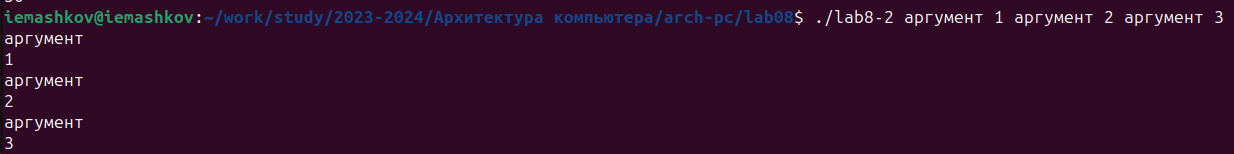 iemashkov@iemashkov:~/work/study/2023-2024/Архитектура компьютера/arch-pc/lab08$ ./lab8-2 аргумент 1 аргумент 2 аргумент 3
аргумент
1
аргумент
2
аргумент
3